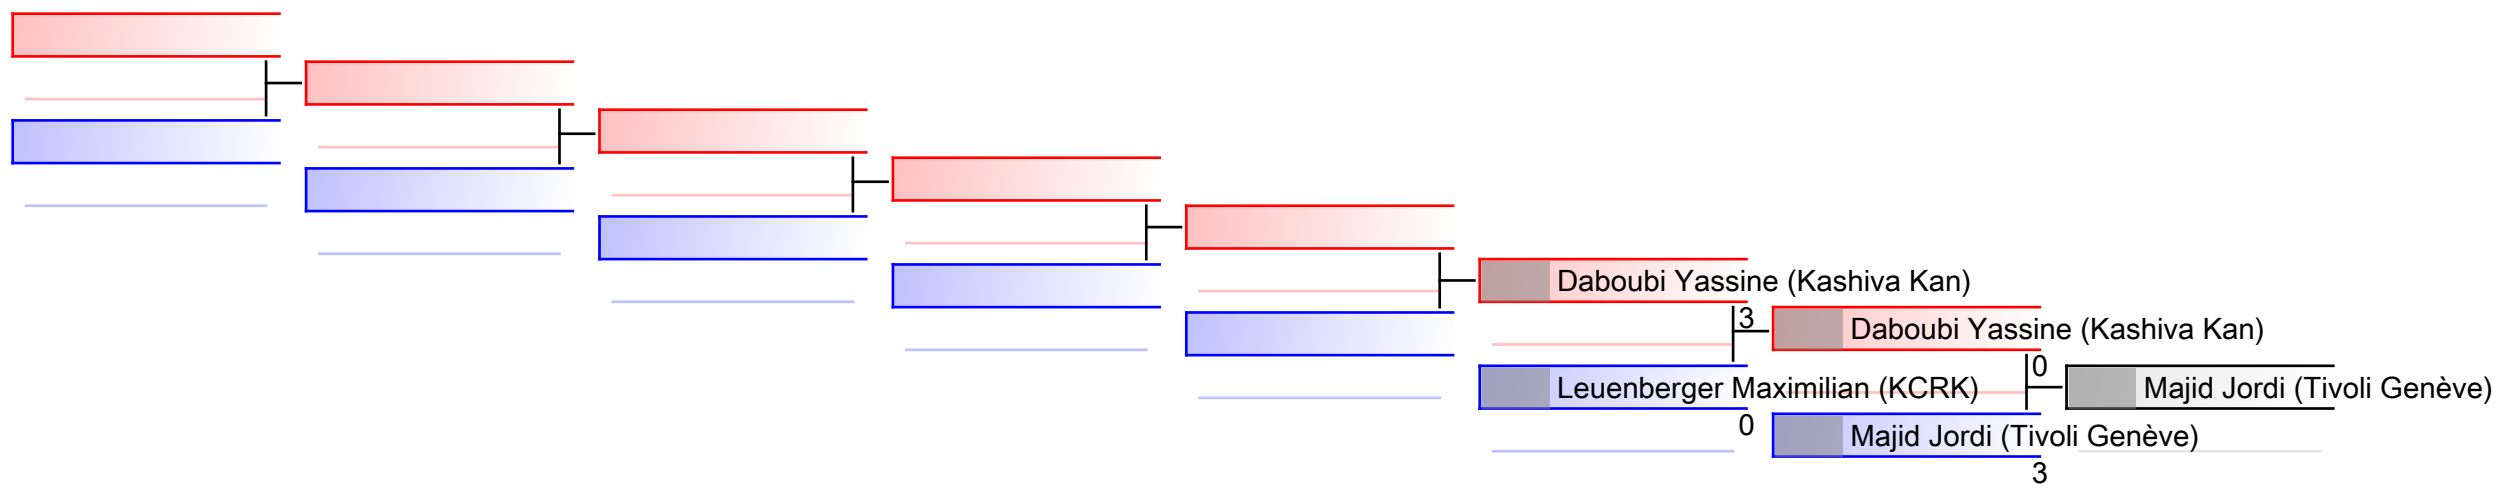 Daboubi Yassine (Kashiva Kan)
3
Daboubi Yassine (Kashiva Kan)
0
Leuenberger Maximilian (KCRK)
0
Majid Jordi (Tivoli Genève)
Majid Jordi (Tivoli Genève)
3